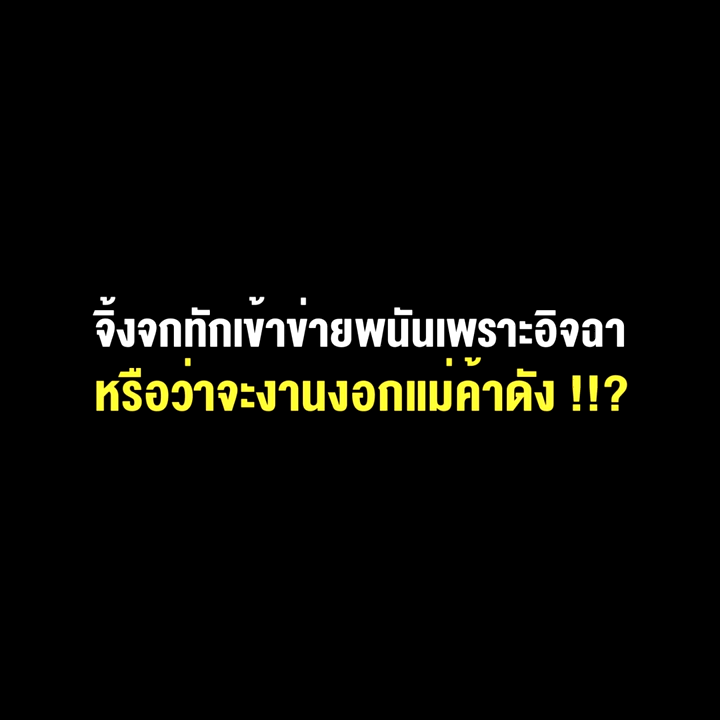 จิ้งจกทักเข้าข่ายพนันเพราะอิจฉา
หรือว่าจะงานงอกแม่ค้าดัง !!?